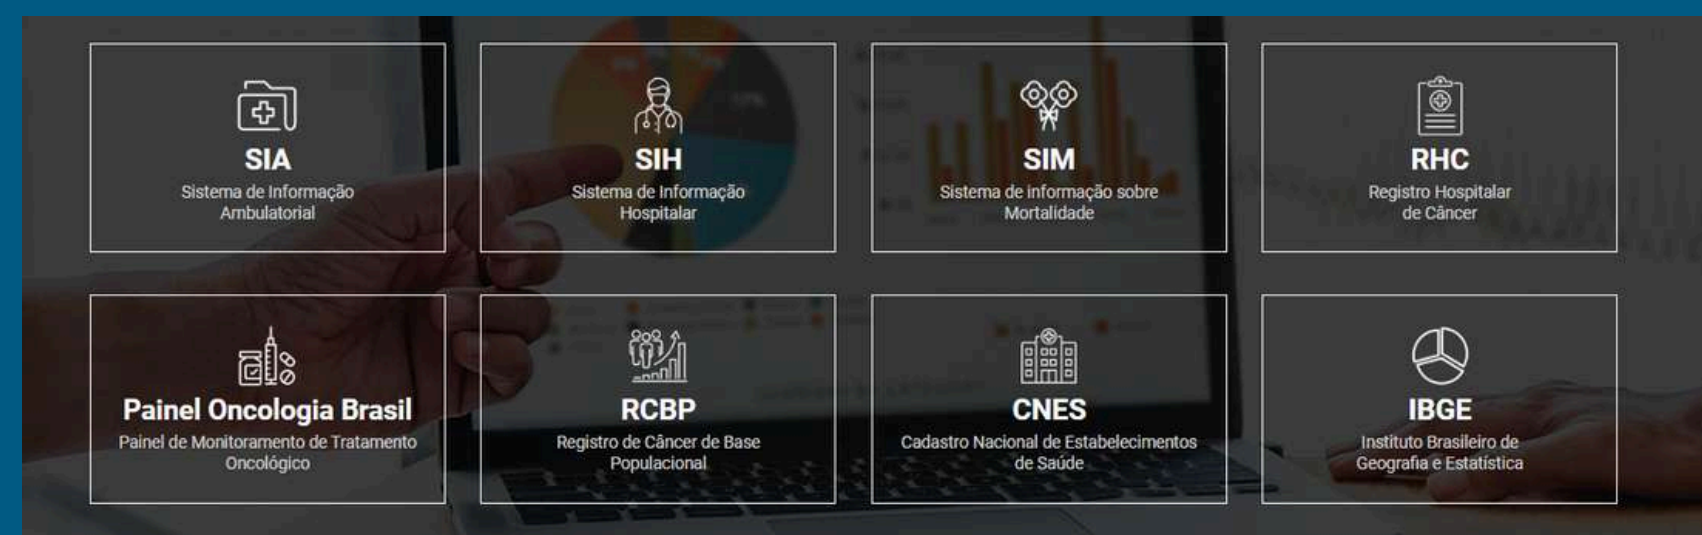 SIA
Sistema de Informação
Ambulatorial
SIH
Sistema de Informação
Hospitalar
SIM
Sistema de informação sobre
Mortalidade
RHC
Registro Hospitalar
de Câncer
Painel Oncologia Brasil
Painel de Monitoramento de Tratamento
Oncológico
RCBP
Registro de Câncer de Base
Populacional
CNES
Cadastro Nacional de Estabelecimentos
de Saúde
IBGE
Instituto Brasileiro de
Geografia e Estatística